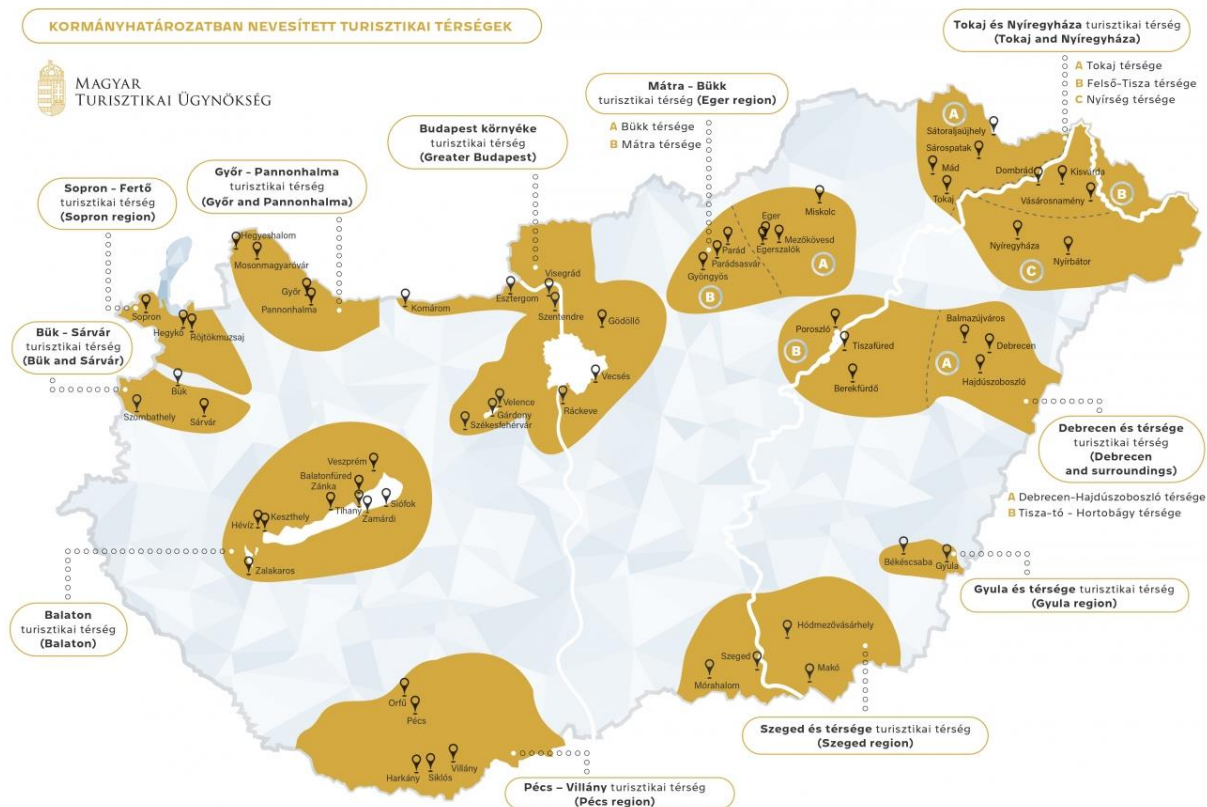 KORMÁNYHATÁROZATBAN NEVESÍTETT TURISZTIKAI TÉRSÉGEK
MAGYAR
TURISZTIKAI ÜGYNÖKSÉG
Sopron – Fertő
turisztikai térség
(Sopron region)
Győr – Pannonhalma
turisztikai térség
(Győr and Pannonhalma)
Budapest környéke
turisztikai térség
(Greater Budapest)
Mátra – Bükk
turisztikai térség (Eger region)
A Bükk térsége
B Mátra térsége
Tokaj és Nyíregyháza turisztikai térség
(Tokaj and Nyíregyháza)
A Tokaj térsége
B Felső-Tisza térsége
C Nyírség térsége
Bük – Sárvár
turisztikai térség
(Bük and Sárvár)
Balaton
turisztikai térség
(Balaton)
Pécs – Villány turisztikai térség
(Pécs region)
Szeged és térsége turisztikai térség
(Szeged region)
Gyula és térsége turisztikai térség
(Gyula region)
Debrecen és térsége
turisztikai térség
(Debrecen
and surroundings)
A Debrecen-Hajdúszoboszló térsége
B Tisza-tó - Hortobágy térsége
Hegyeshalom
Mosonmagyaróvár
Győr
Pannonhalma
Sopron
Hegykő
Röjtökmuzsaj
Bük
Szombathely
Sárvár
Komárom
Esztergom
Visegrád
Szentendre
Gödöllő
Vecsés
Ráckeve
Velence
Gárdony
Székesfehérvár
Veszprém
Balatonfüred
Zánka
Tihany
Zamárdi
Siófok
Hévíz
Keszthely
Zalakaros
Orfű
Pécs
Harkány
Siklós
Villány
Miskolc
Eger
Egerszalók
Mezőkövesd
Parád
Parádsasvár
Gyöngyös
A
B
A
Sátoraljaújhely
Sárospatak
Mád
Tokaj
Dombrád
Kisvárda
Vásárosnamény
B
Nyíregyháza
Nyírbátor
C
Poroszló
Tiszafüred
Berekfürdő
B
Balmazújváros
Debrecen
Hajdúszoboszló
A
Békéscsaba
Gyula
Hódmezővásárhely
Szeged
Makó
Mórahalom